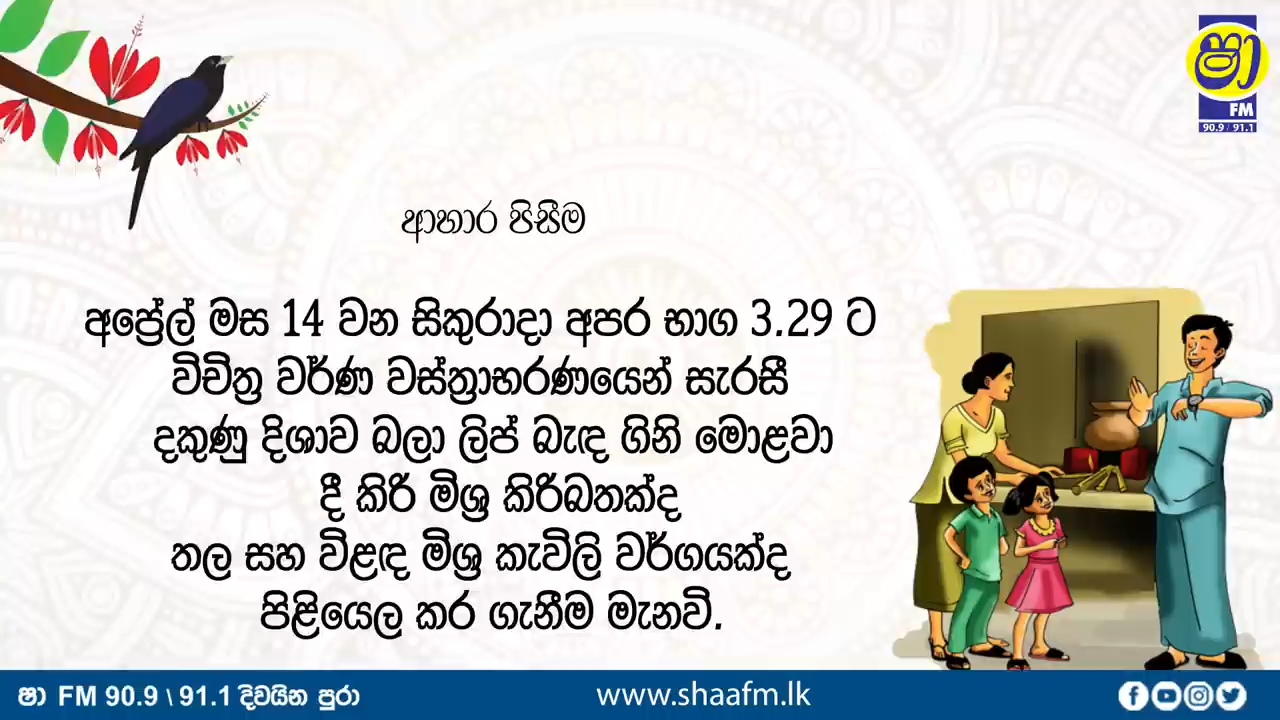 ෂා
FM
90.9 / 91.1
ආහාර පිසීම
අප්‍රේල් මස 14 වන සිකුරාදා අපර භාග 3.29 ට
විචිත්‍ර වර්ණ වස්ත්‍රාභරණයෙන් සැරසී
දකුණු දිශාව බලා ලිප් බැඳ ගිනි මොළවා
දී කිරි මිශ්‍ර කිරිබතක්ද
තල සහ විළඳ මිශ්‍ර කැවිලි වර්ගයක්ද
පිළියෙල කර ගැනීම මැනවි.
ෂා FM 90.9 \ 91.1 දිවයින පුරා
www.shaafm.lk